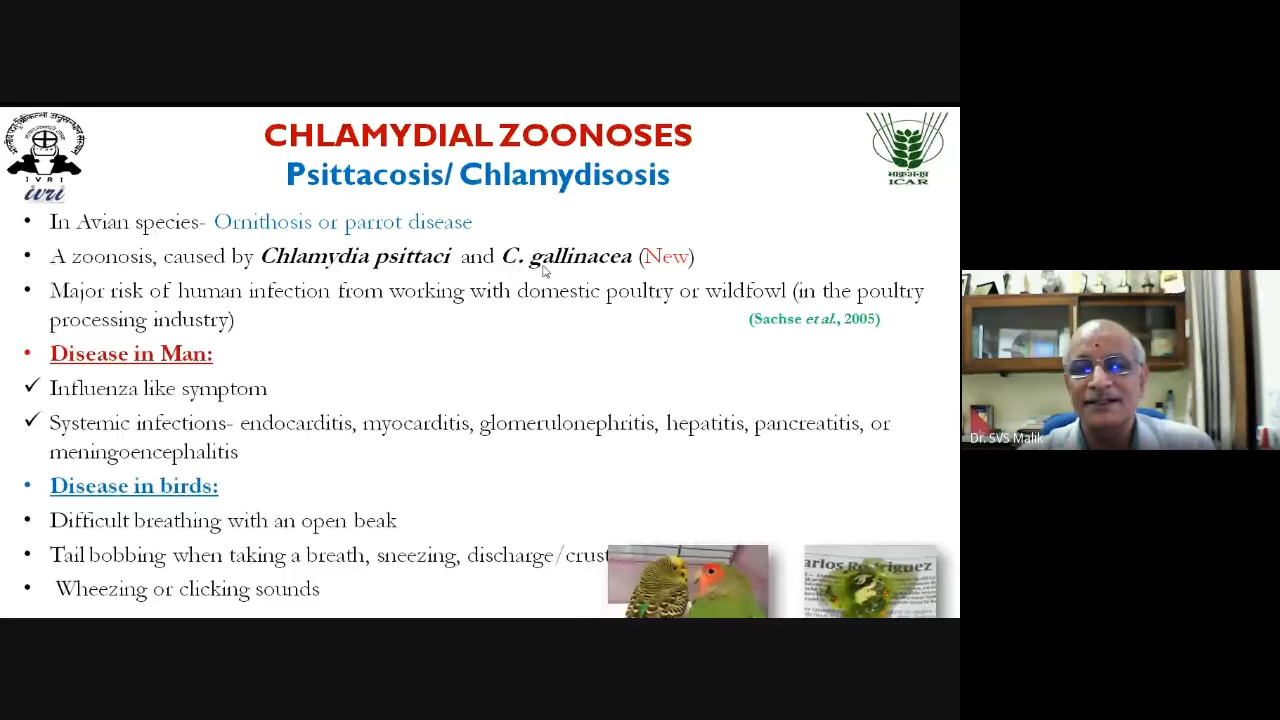 CHLAMYDIAL ZOONOSES
Psittacosis/ Chlamydisosis
I V R I
ivri
भाकृअनुप
ICAR
• In Avian species- Ornithosis or parrot disease
• A zoonosis, caused by Chlamydia psittaci and C. gallinacea (New)
• Major risk of human infection from working with domestic poultry or wildfowl (in the poultry
processing industry)
(Sachse et al., 2005)
• Disease in Man:
✓ Influenza like symptom
✓ Systemic infections- endocarditis, myocarditis, glomerulonephritis, hepatitis, pancreatitis, or
meningoencephalitis
• Disease in birds:
• Difficult breathing with an open beak
• Tail bobbing when taking a breath, sneezing, discharge/crust
• Wheezing or clicking sounds
arlos Rodriguez
Dr. SVS Malik